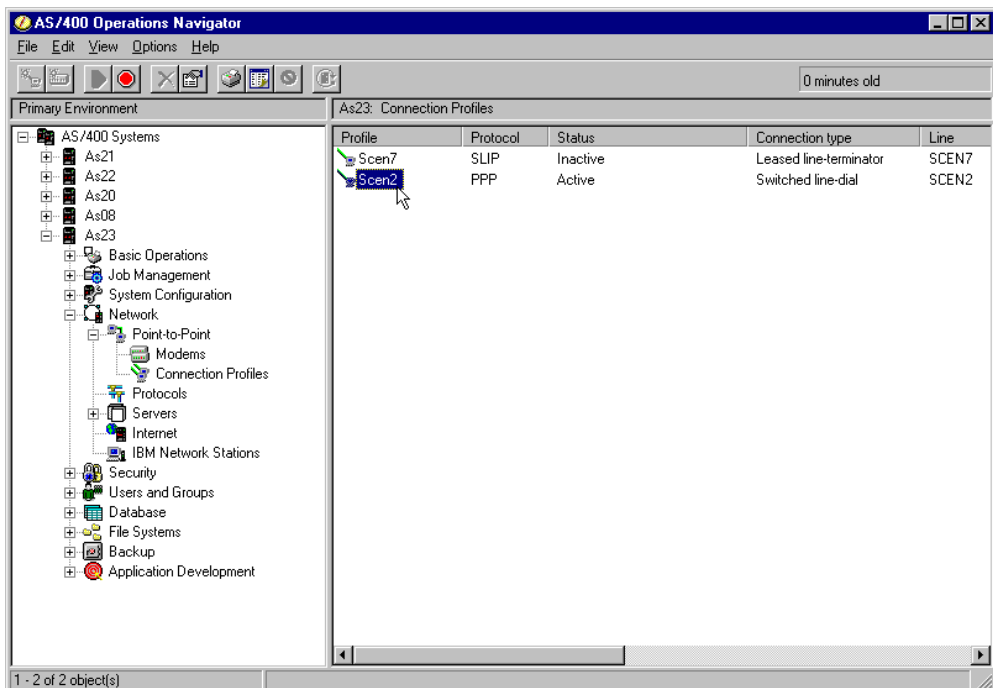 AS/400 Operations Navigator
File Edit View Options Help
0 minutes old
Primary Environment
As23: Connection Profiles
AS/400 Systems
As21
As22
As20
As08
As23
Basic Operations
Job Management
System Configuration
Network
Point-to-Point
Modems
Connection Profiles
Protocols
Servers
Internet
IBM Network Stations
Security
Users and Groups
Database
File Systems
Backup
Application Development
Profile Protocol Status Connection type Line
Scen7 SLIP Inactive Leased line-terminator SCEN7
Scen2 PPP Active Switched line-dial SCEN2
1 - 2 of 2 object(s)